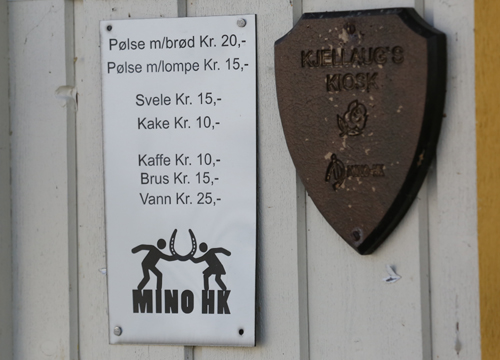 Pølse m/brød Kr. 20,-
Pølse m/lompe Kr. 15,-
Svele Kr. 15,-
Kake Kr. 10,-
Kaffe Kr. 10,-
Brus Kr. 15,-
Vann Kr. 25,-
MINO HK
KJELLAUG'S
KIOSK